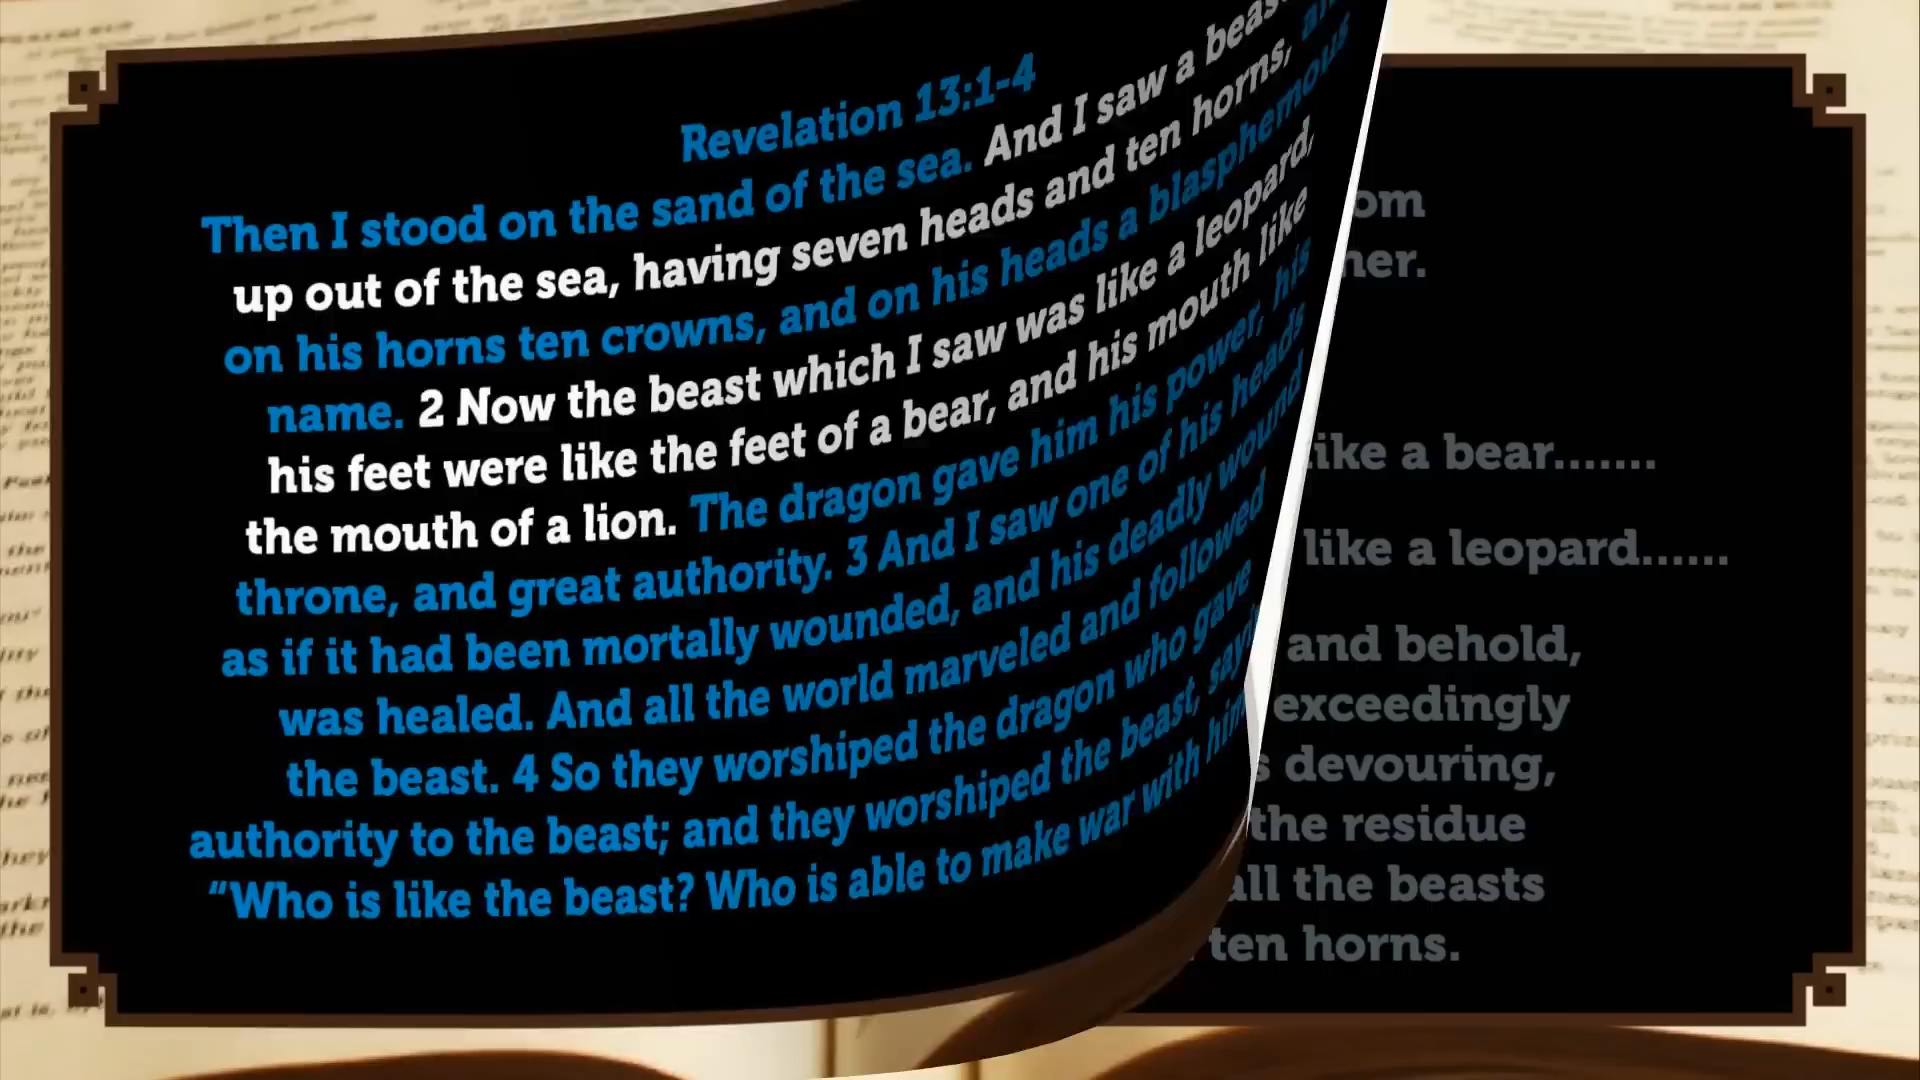 Revelation 13:1-4
Then I stood on the sand of the sea. And I saw a beast
up out of the sea, having seven heads and ten horns,
on his horns ten crowns, and on his heads a blasphemous
name. 2 Now the beast which I saw was like a leopard,
his feet were like the feet of a bear, and his mouth like
the mouth of a lion. The dragon gave him his power, his
throne, and great authority. 3 And I saw one of his heads
as if it had been mortally wounded, and his deadly wound
was healed. And all the world marveled and followed
the beast. 4 So they worshiped the dragon who gave
authority to the beast; and they worshiped the beast,
“Who is like the beast? Who is able to make war with
like a bear.......
like a leopard......
and behold,
exceedingly
devouring,
the residue
all the beasts
ten horns.